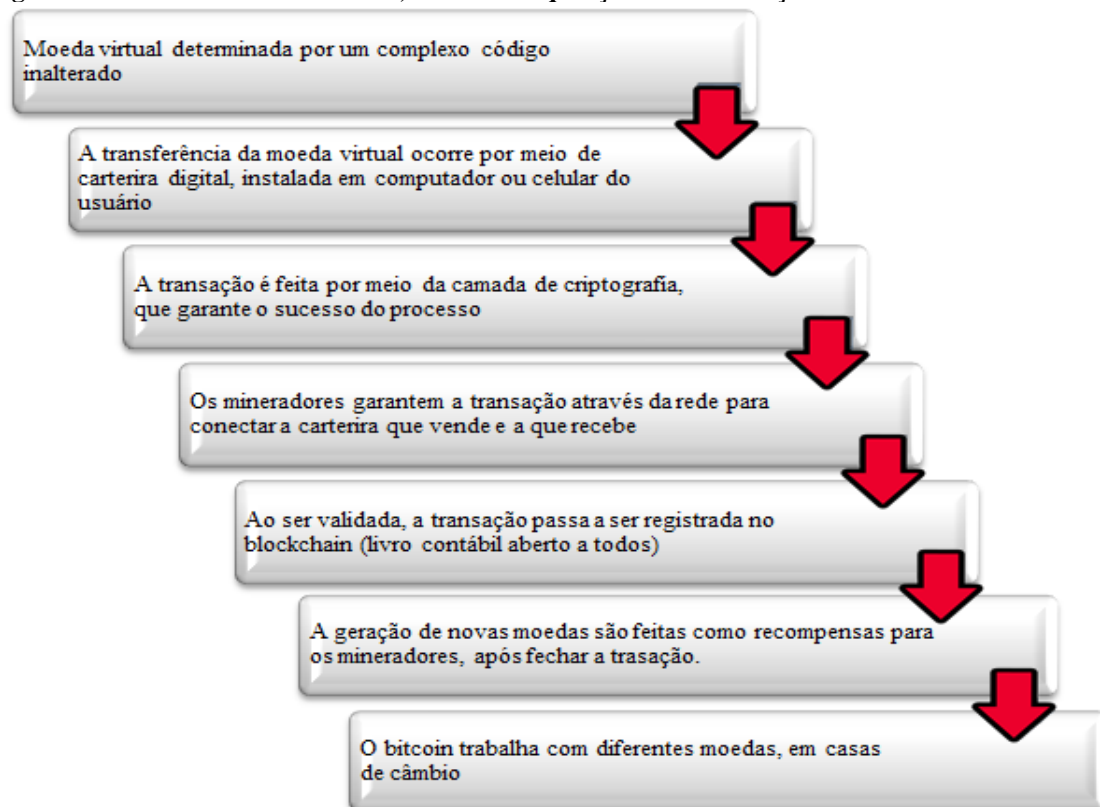 Moeda virtual determinada por um complexo código
inalterado
A transferência da moeda virtual ocorre por meio de
carterira digital, instalada em computador ou celular do
usuário
A transação é feita por meio da camada de criptografia,
que garante o sucesso do processo
Os mineradores garantem a transação através da rede para
conectar a carterira que vende e a que recebe
Ao ser validada, a transação passa a ser registrada no
blockchain (livro contábil aberto a todos)
A geração de novas moedas são feitas como recompensas para
os mineradores, após fechar a trasação.
O bitcoin trabalha com diferentes moedas, em casas
de câmbio